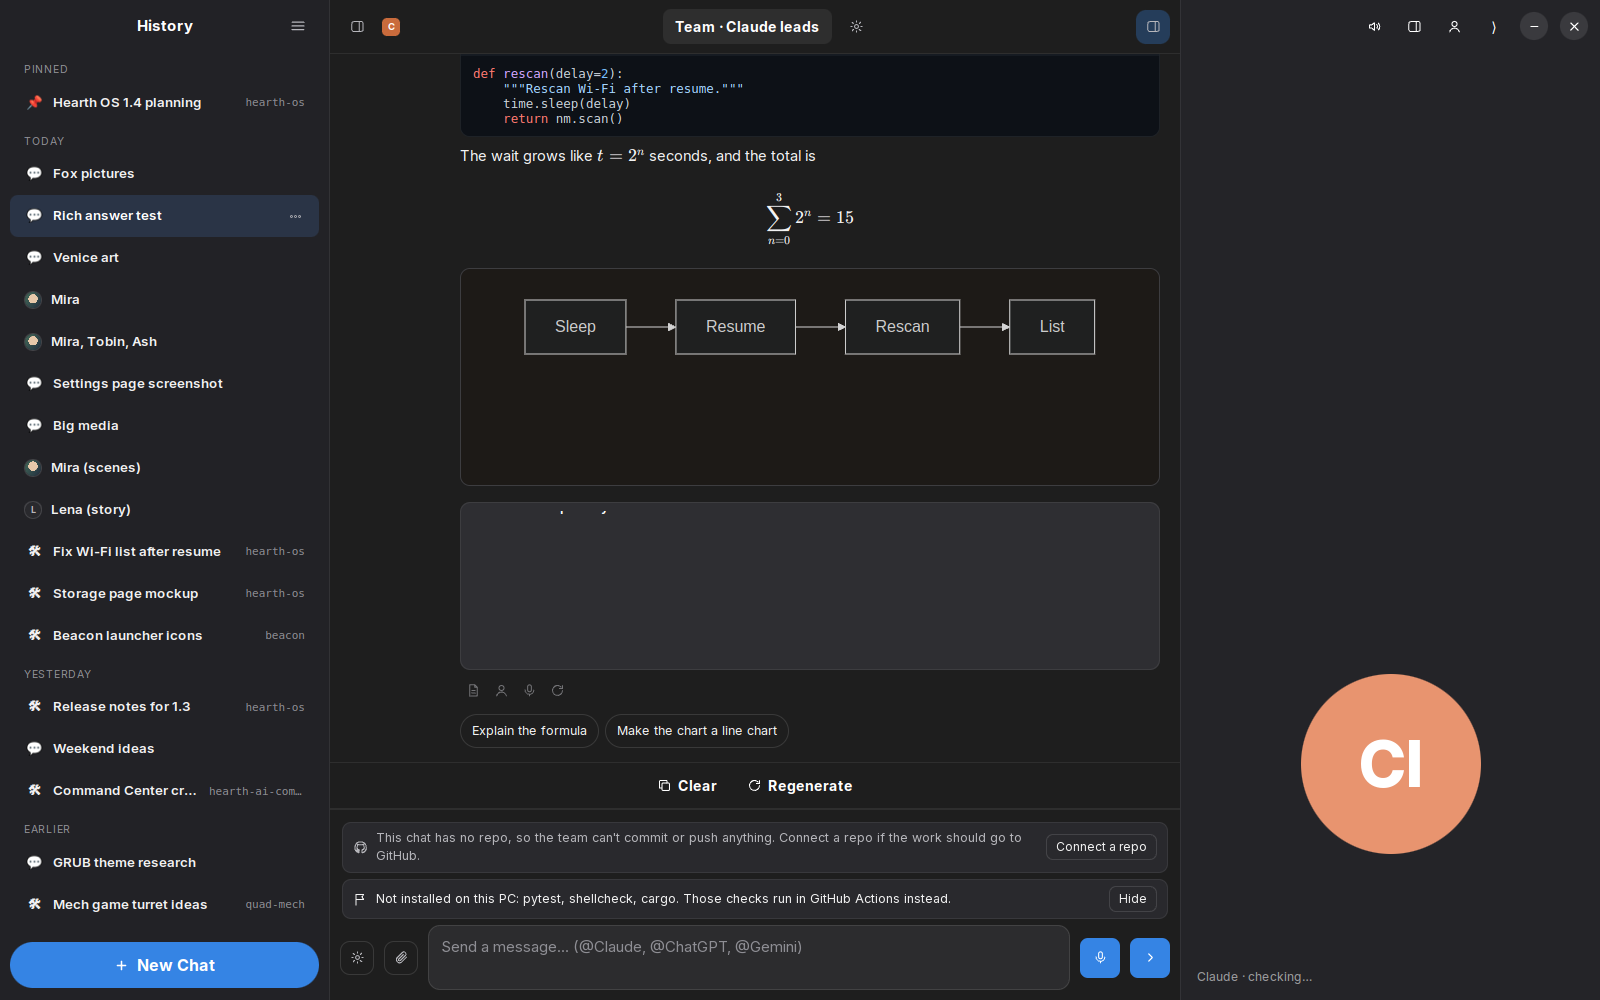 History
PINNED
Hearth OS 1.4 planning hearth-os
TODAY
Fox pictures
Rich answer test
Venice art
Mira
Mira, Tobin, Ash
Settings page screenshot
Big media
Mira (scenes)
L Lena (story)
Fix Wi-Fi list after resume hearth-os
Storage page mockup hearth-os
Beacon launcher icons beacon
YESTERDAY
Release notes for 1.3 hearth-os
Weekend ideas
Command Center cr... hearth-ai-com…
EARLIER
GRUB theme research
Mech game turret ideas quad-mech
+ New Chat
C
Team · Claude leads
def rescan(delay=2):
"""Rescan Wi-Fi after resume."""
time.sleep(delay)
return nm.scan()
The wait grows like t = 2ⁿ seconds, and the total is
3
∑ 2ⁿ = 15
n=0
Sleep Resume Rescan List
Explain the formula Make the chart a line chart
Clear Regenerate
This chat has no repo, so the team can't commit or push anything. Connect a repo if the work should go to
GitHub.
Connect a repo
Not installed on this PC: pytest, shellcheck, cargo. Those checks run in GitHub Actions instead.
Hide
Send a message... (@Claude, @ChatGPT, @Gemini)
Cl
Claude · checking...